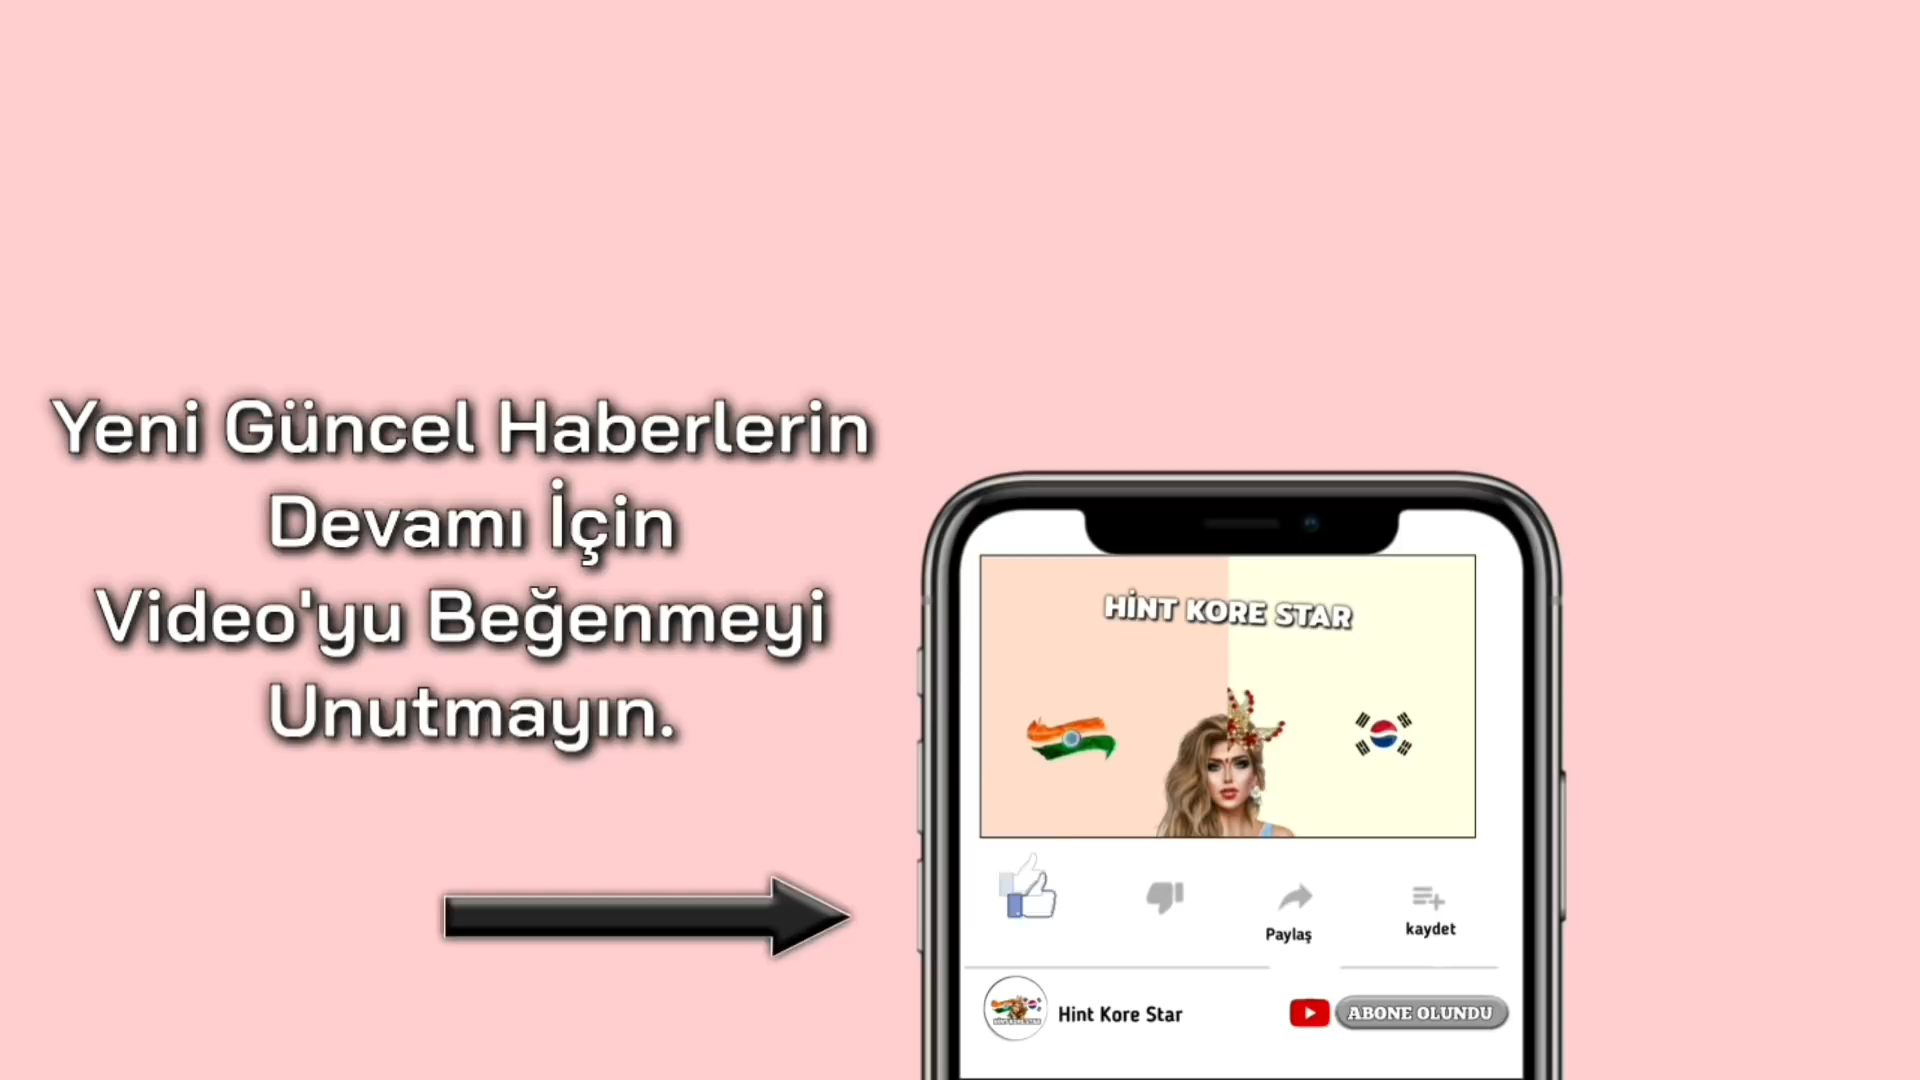 Yeni Güncel Haberlerin
Devamı İçin
Video'yu Beğenmeyi
Unutmayın.
HİNT KORE STAR
Paylaş
kaydet
Hint Kore Star
ABONE OLUNDU